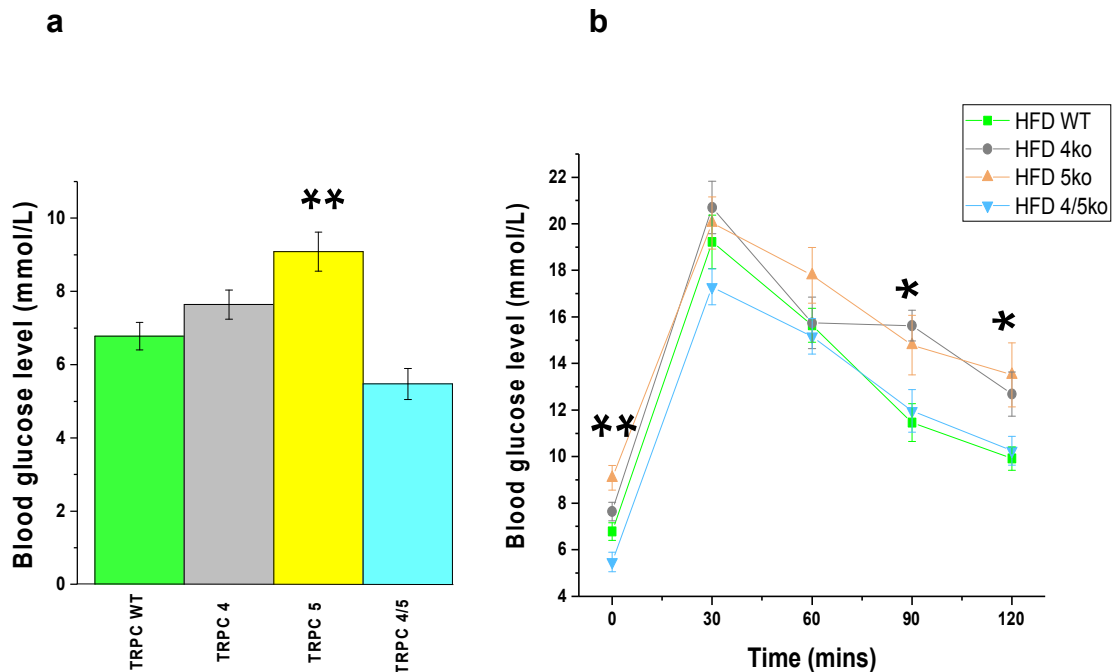 a
Blood glucose level (mmol/L)
10
8
6
4
2
0
**
TRPC WT
TRPC 4
TRPC 5
TRPC 4/5
b
HFD WT
HFD 4ko
HFD 5ko
HFD 4/5ko
Blood glucose level (mmol/L)
22
20
18
16
14
12
10
8
6
4
**
*
*
0 30 60 90 120
Time (mins)